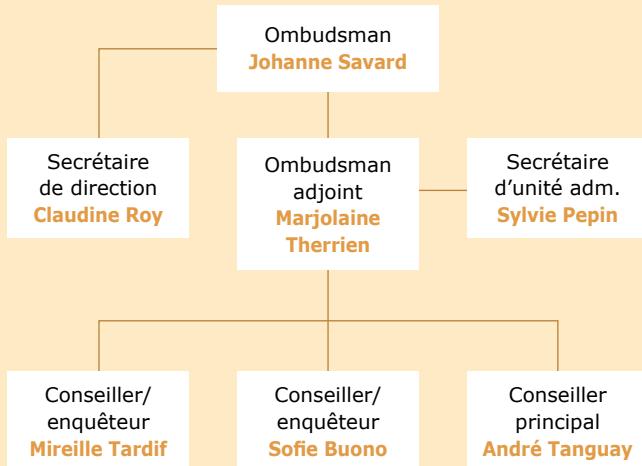 Ombudsman
Johanne Savard
Secrétaire
de direction
Claudine Roy
Ombudsman
adjoint
Marjolaine
Therrien
Secrétaire
d'unité adm.
Sylvie Pepin
Conseiller/
enquêteur
Mireille Tardif
Conseiller/
enquêteur
Sofie Buono
Conseiller
principal
André Tanguay